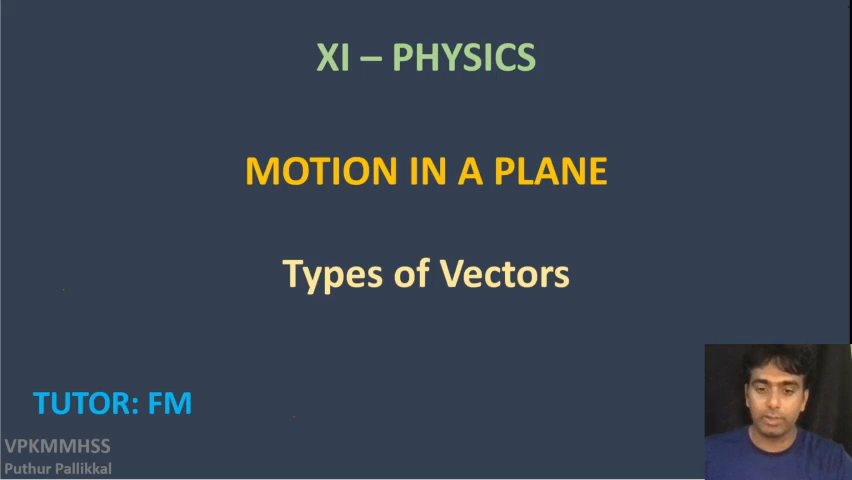 XI – PHYSICS
MOTION IN A PLANE
Types of Vectors
TUTOR: FM
VPKMMHSS
Puthur Pallikkal